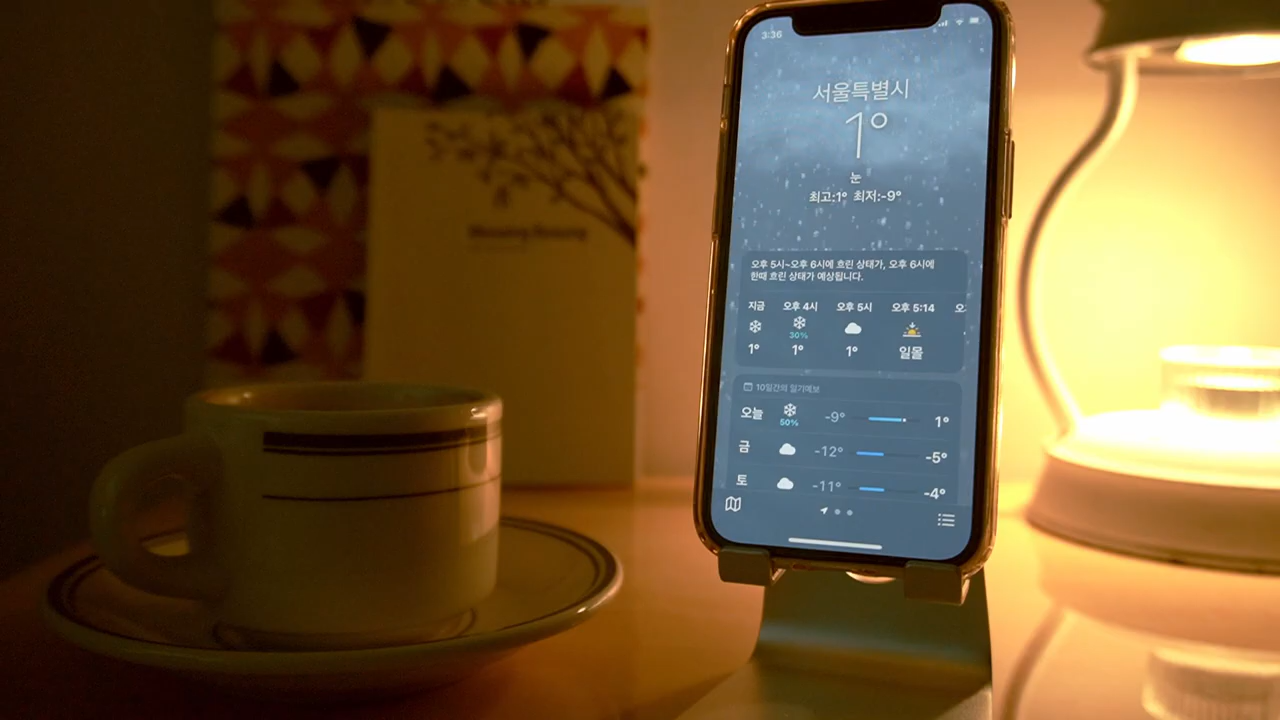 3:36
서울특별시
1°
눈
최고:1° 최저:-9°
오후 5시~오후 6시에 흐린 상태가, 오후 6시에
한때 흐린 상태가 예상됩니다.
지금 오후 4시 오후 5시 오후 5:14
30%
1° 1° 1° 일몰
10일간의 일기예보
오늘 50% -9° 1°
금 -12° -5°
토 -11° -4°